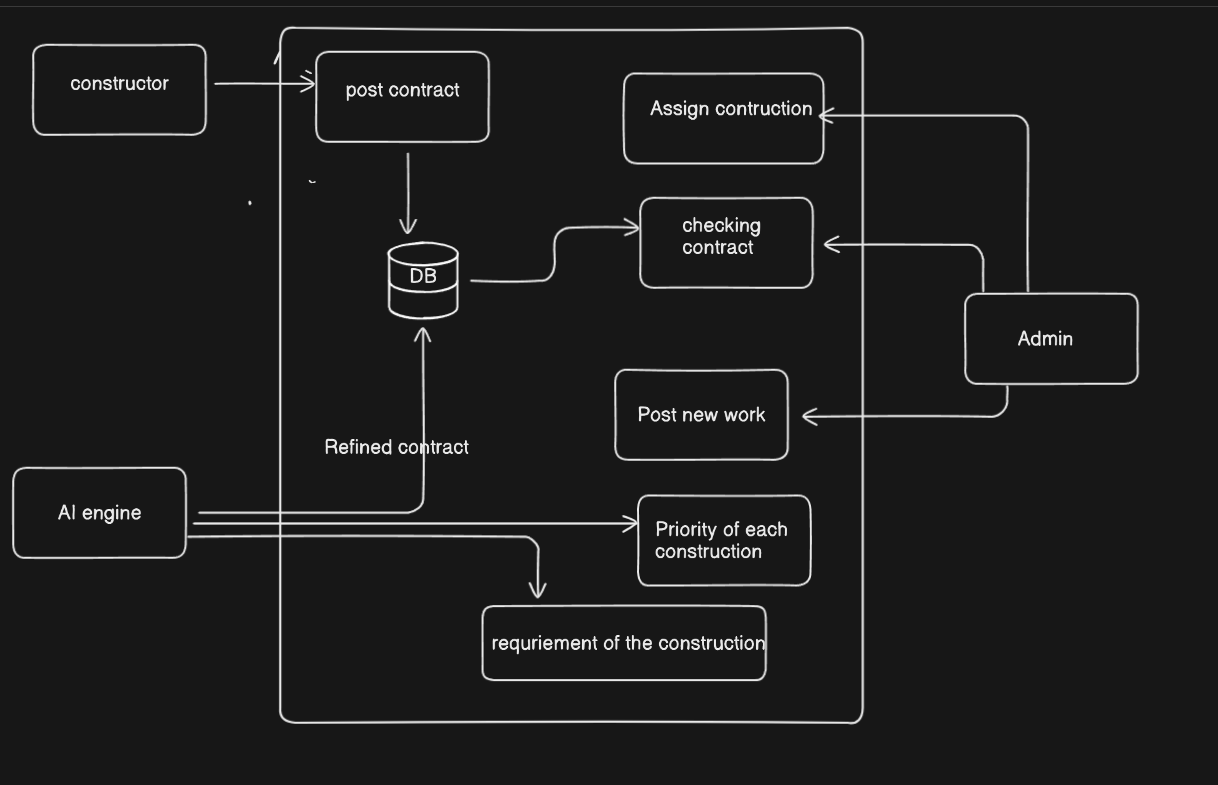 constructor
post contract
Assign contruction
checking
contract
DB
Admin
Post new work
Refined contract
AI engine
Priority of each
construction
requriement of the construction